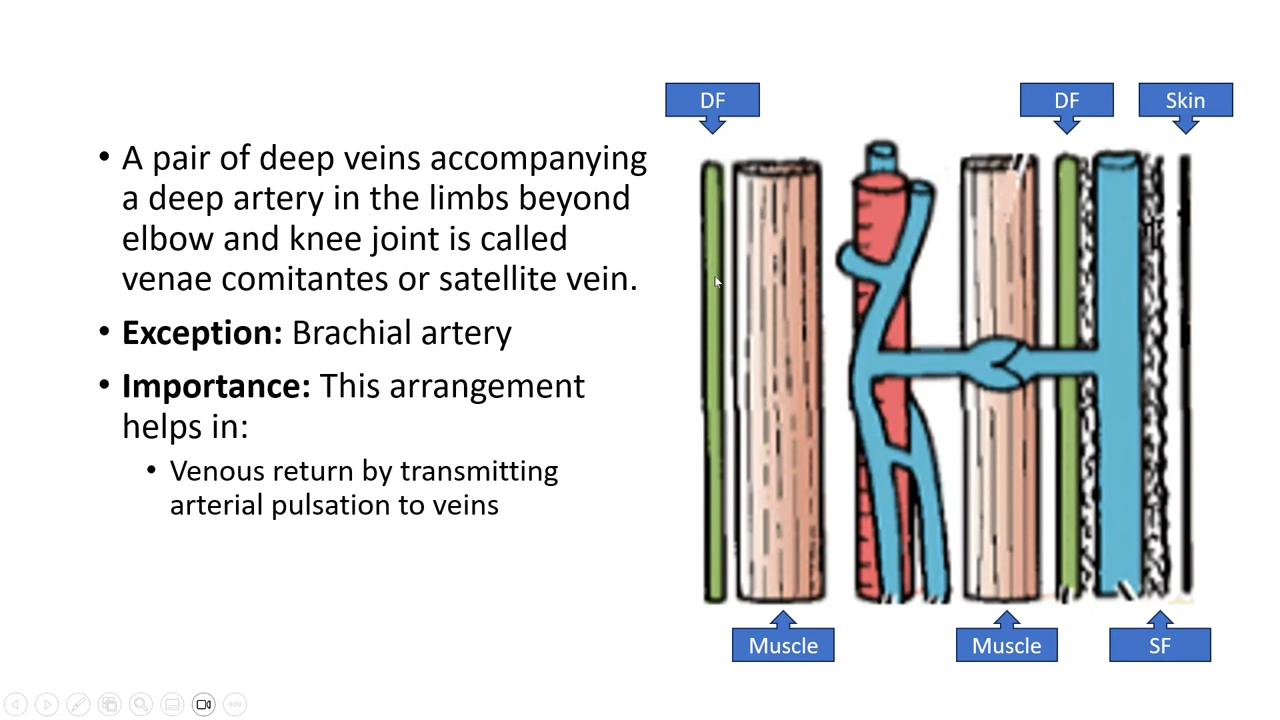 DF
DF
Skin
• A pair of deep veins accompanying
a deep artery in the limbs beyond
elbow and knee joint is called
venae comitantes or satellite vein.
• Exception: Brachial artery
• Importance: This arrangement
helps in:
• Venous return by transmitting
arterial pulsation to veins
Muscle
Muscle
SF